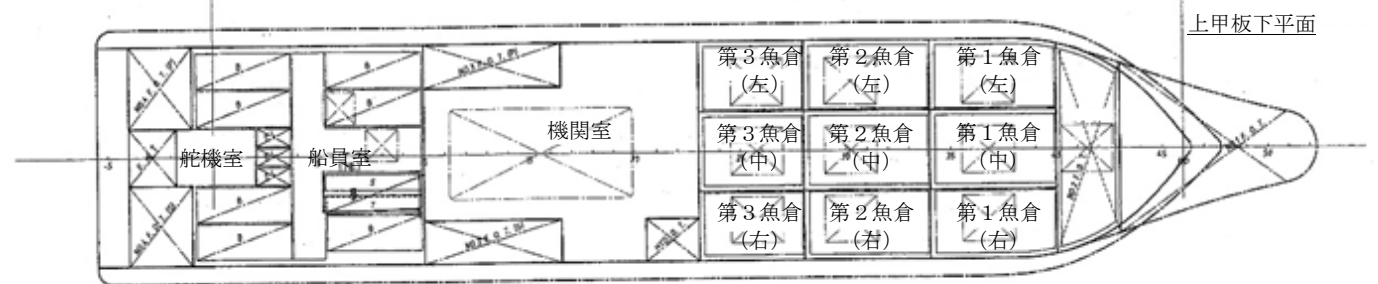 上甲板下平面
第３魚倉
(左)
第２魚倉
(左)
第１魚倉
(左)
機関室
舵機室
船員室
第３魚倉
(中)
第２魚倉
(中)
第１魚倉
(中)
第３魚倉
(右)
第２魚倉
(右)
第１魚倉
(右)